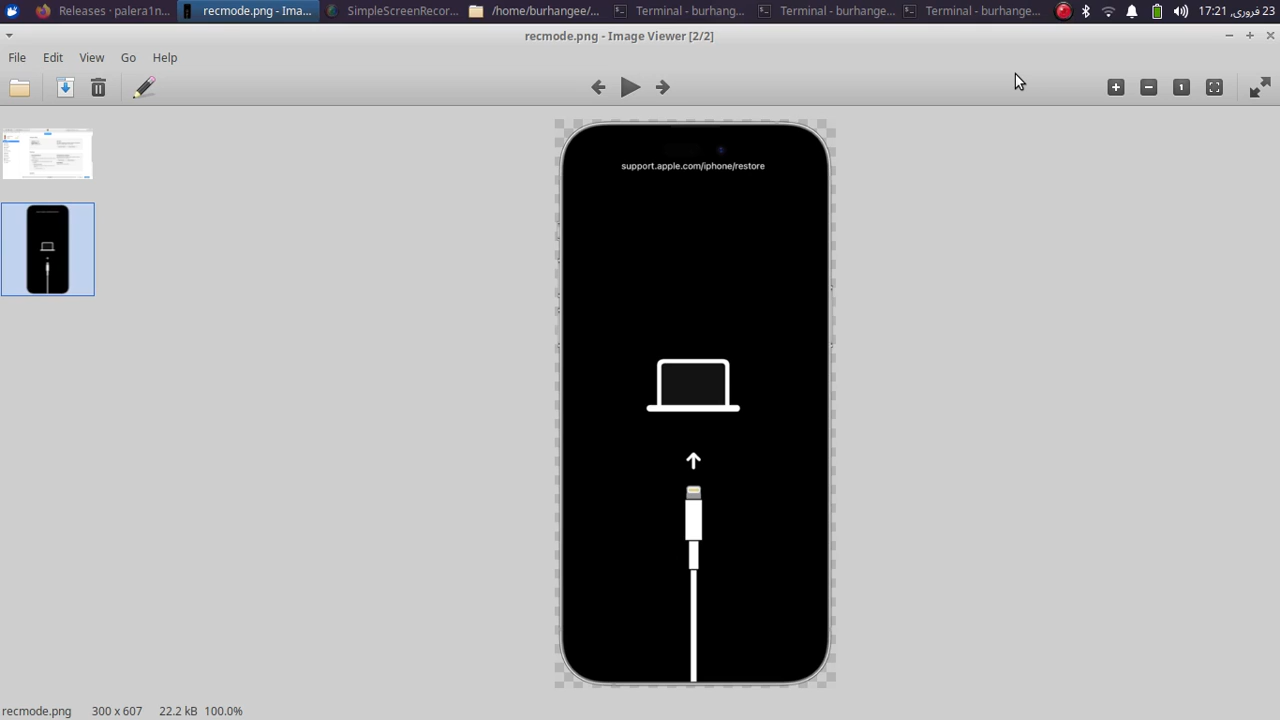 Releases · palera1n...
recmode.png - Ima...
SimpleScreenRecor...
/home/burhangee/...
Terminal - burhang...
Terminal - burhange...
Terminal - burhange...
23 فروری, 17:21
recmode.png - Image Viewer [2/2]
File Edit View Go Help
1
support.apple.com/iphone/restore
recmode.png 300 x 607 22.2 kB 100.0%